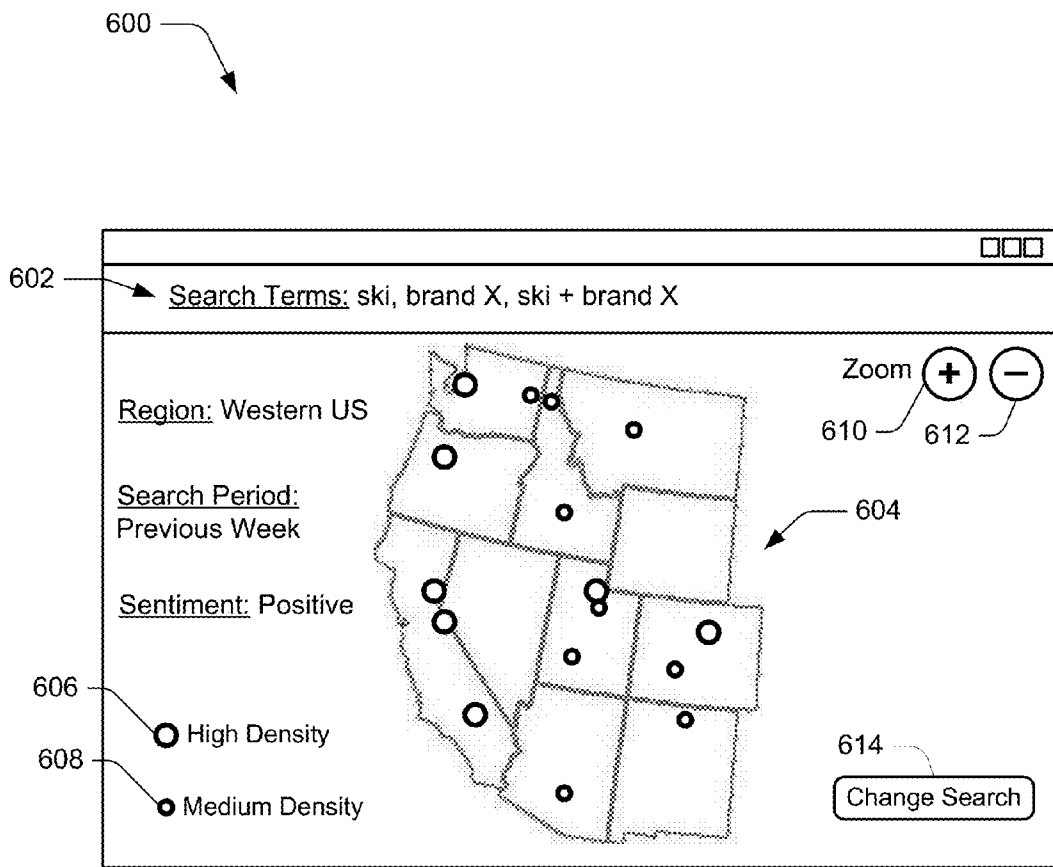 600
602
Search Terms: ski, brand X, ski + brand X
Zoom + −
Region: Western US
610
612
Search Period:
Previous Week
604
Sentiment: Positive
606
High Density
608
Medium Density
614
Change Search